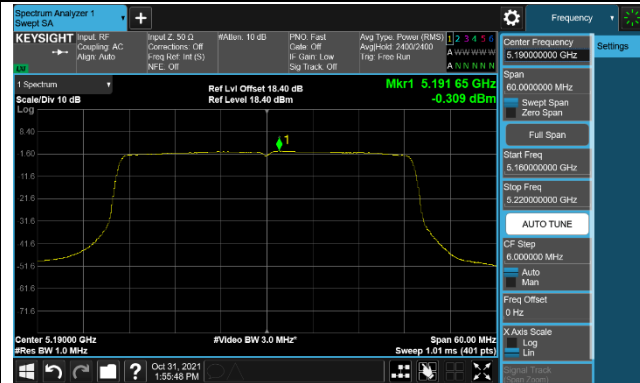 Spectrum Analyzer 1
Swept SA
+
Frequency
KEYSIGHT
Input: RF
Coupling: AC
Align: Auto
Input Z: 50 Ω
Corrections: Off
Freq Ref: Int (S)
NFE: Off
#Atten: 10 dB
PNO: Fast
Gate: Off
IF Gain: Low
Sig Track: Off
Avg Type: Power (RMS)
Avg|Hold: 2400/2400
Trig: Free Run
1 2 3 4 5 6
A W W W W W
A N N N N N
LXI
1 Spectrum
Scale/Div 10 dB
Log
Ref Lvl Offset 18.40 dB
Ref Level 18.40 dBm
Mkr1 5.191 65 GHz
-0.309 dBm
1
8.40
-1.60
-11.6
-21.6
-31.6
-41.6
-51.6
-61.6
-71.6
Center 5.19000 GHz
#Res BW 1.0 MHz
#Video BW 3.0 MHz*
Span 60.00 MHz
Sweep 1.01 ms (401 pts)
Oct 31, 2021
1:55:48 PM
Settings
Center Frequency
5.190000000 GHz
Span
60.0000000 MHz
Swept Span
Zero Span
Full Span
Start Freq
5.160000000 GHz
Stop Freq
5.220000000 GHz
AUTO TUNE
CF Step
6.000000 MHz
Auto
Man
Freq Offset
0 Hz
X Axis Scale
Log
Lin
Signal Track
(Span Zoom)